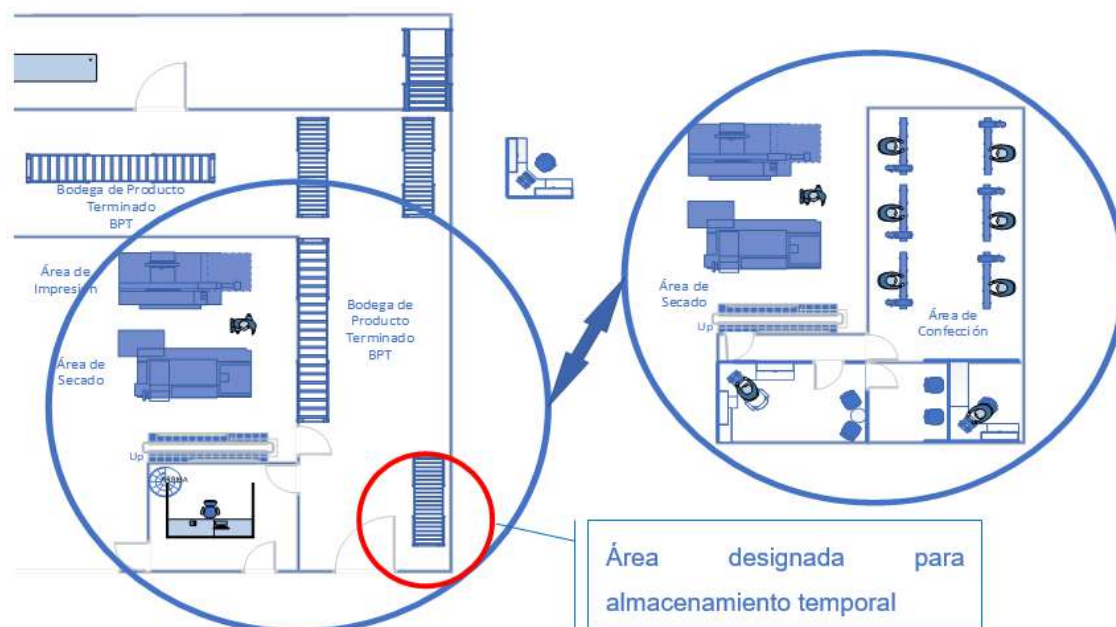 Bodega de Producto
Terminado
BPT
Área de
Impresión
Área de
Secado
Bodega de
Producto
Terminado
BPT
Up
ARRIBA
Área de
Secado
Up
Área de
Confección
Área designada para
almacenamiento temporal